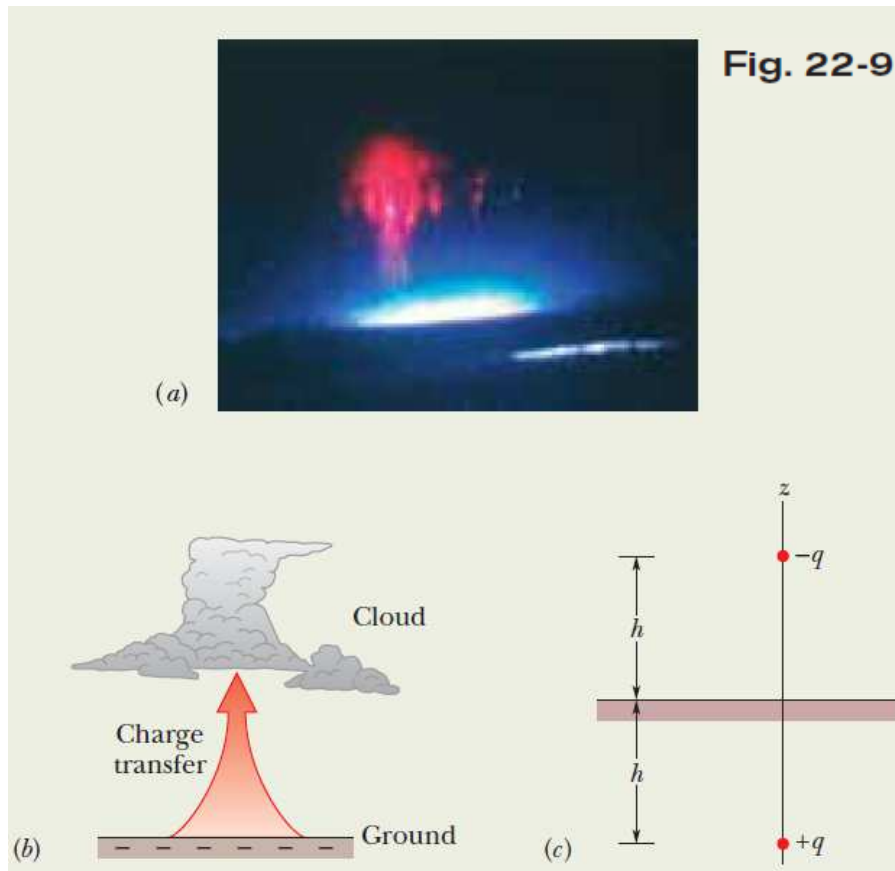 Fig. 22-9
(a)
Cloud
Charge
transfer
Ground
(b)
z
–q
h
h
+q
(c)